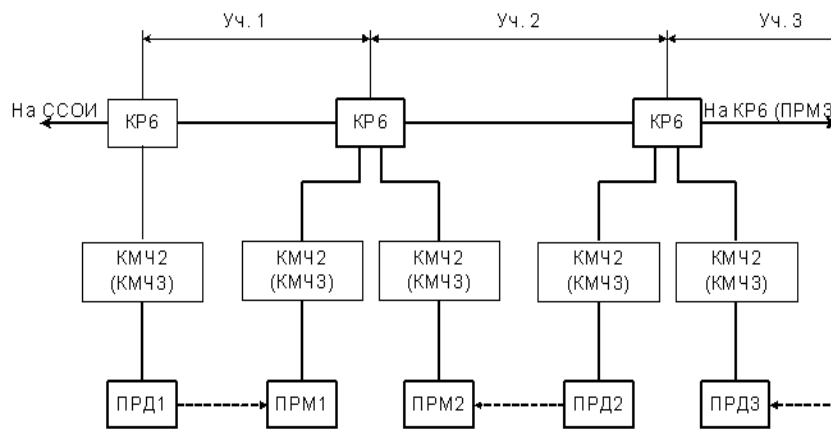 Уч. 1
Уч. 2
Уч. 3
На ССОИ
КР6
КР6
КР6
На КР6 (ПРМ3
КМЧ2
(КМЧ3)
КМЧ2
(КМЧ3)
КМЧ2
(КМЧ3)
КМЧ2
(КМЧ3)
КМЧ2
(КМЧ3)
ПРД1
ПРМ1
ПРМ2
ПРД2
ПРД3